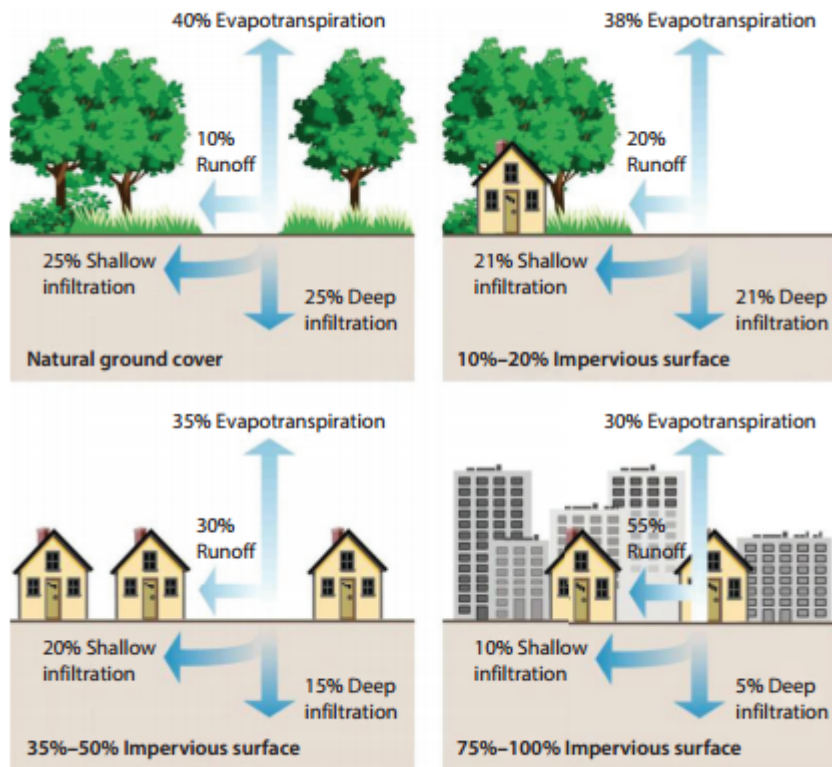 40% Evapotranspiration
10%
Runoff
25% Shallow
infiltration
25% Deep
infiltration
Natural ground cover
38% Evapotranspiration
20%
Runoff
21% Shallow
infiltration
21% Deep
infiltration
10%–20% Impervious surface
35% Evapotranspiration
30%
Runoff
20% Shallow
infiltration
15% Deep
infiltration
35%–50% Impervious surface
30% Evapotranspiration
55%
Runoff
10% Shallow
infiltration
5% Deep
infiltration
75%–100% Impervious surface